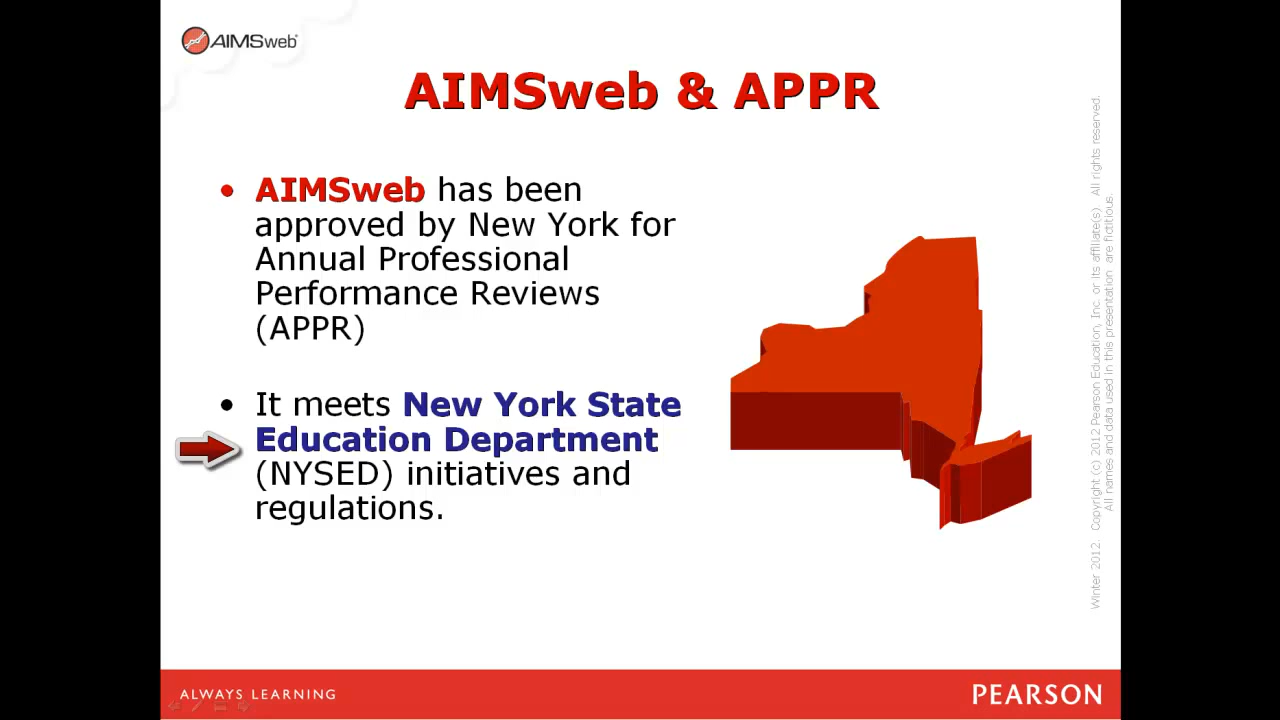 AIMSweb
AIMSweb & APPR
• AIMSweb has been
approved by New York for
Annual Professional
Performance Reviews
(APPR)
• It meets New York State
Education Department
(NYSED) initiatives and
regulations.
Winter 2012. Copyright (c) 2012 Pearson Education, Inc. or its affiliate(s). All rights reserved.
All names and data used in this presentation are fictitious.
ALWAYS LEARNING
PEARSON